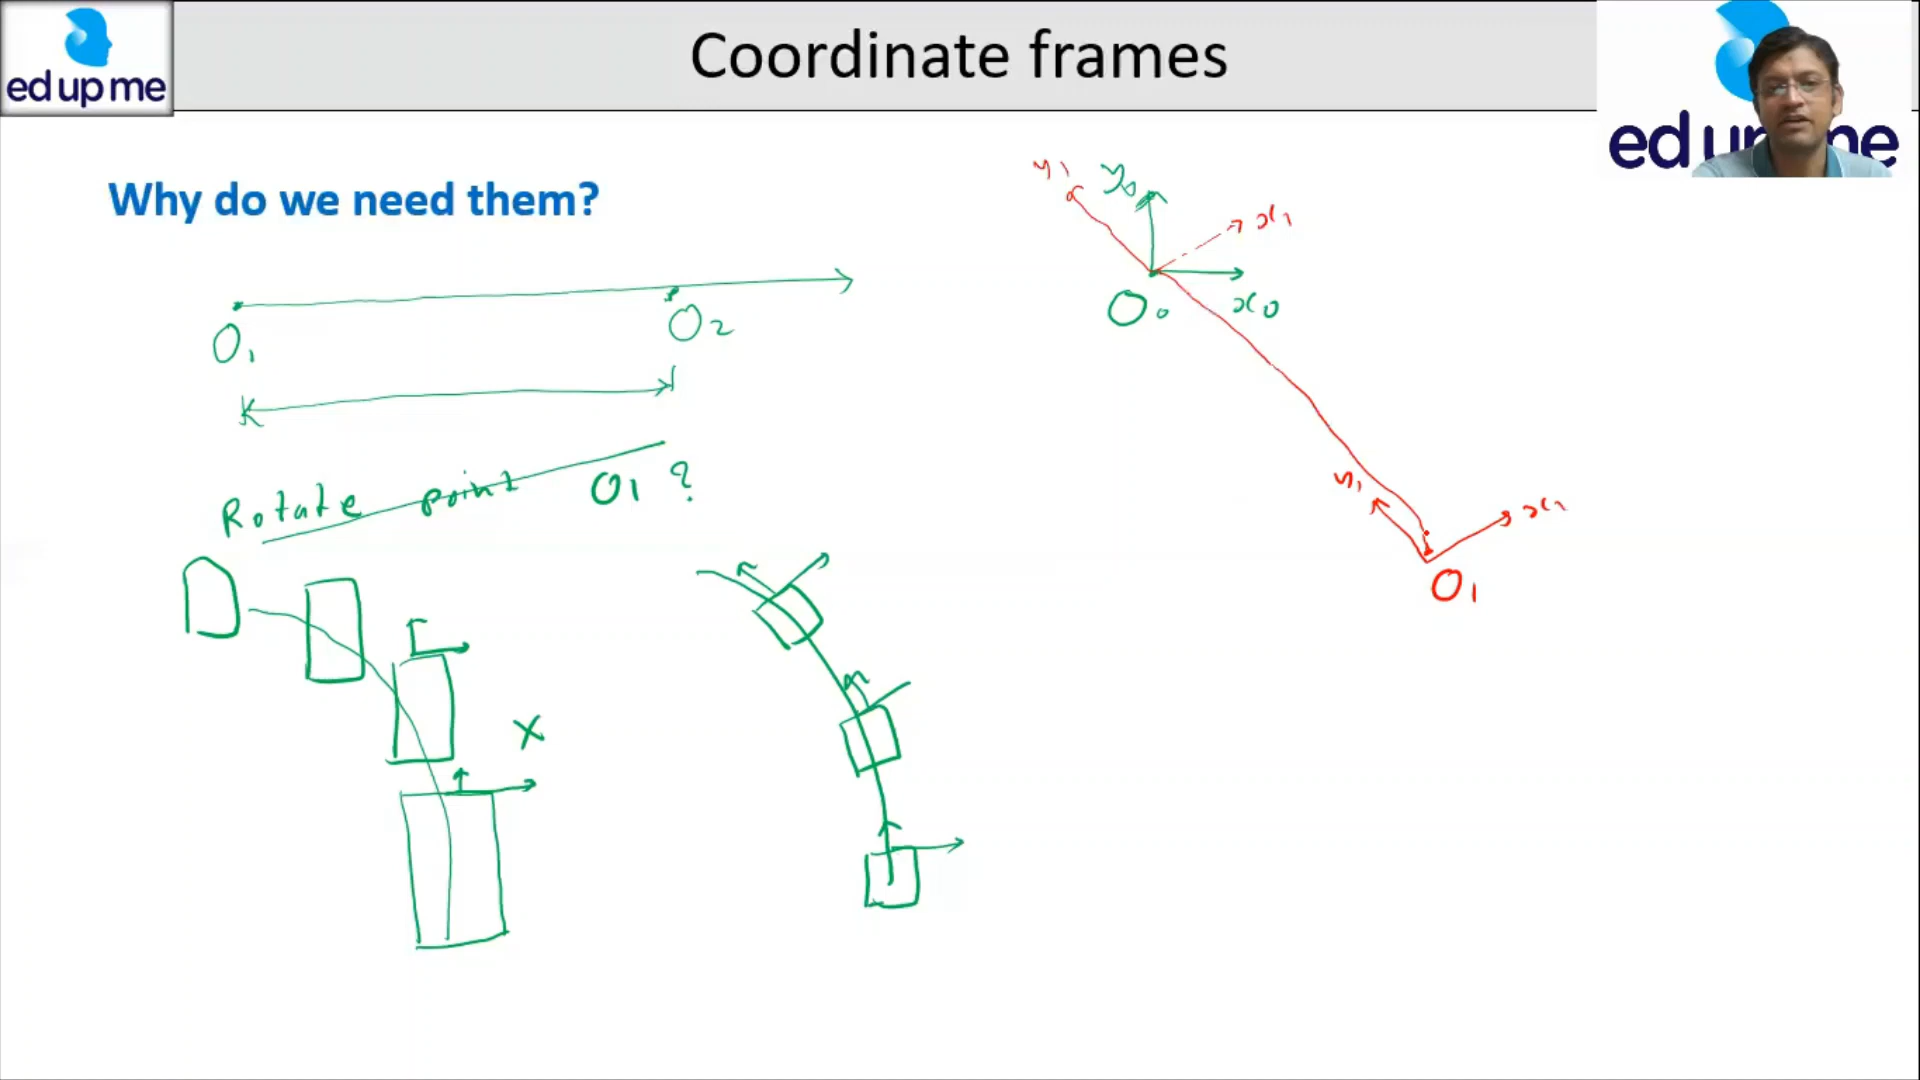 Coordinate frames
ed up me
ed up me
Why do we need them?
O1
O2
Rotate point O1 ?
X
y1
y0
x1
O0
x0
y1
x1
O1